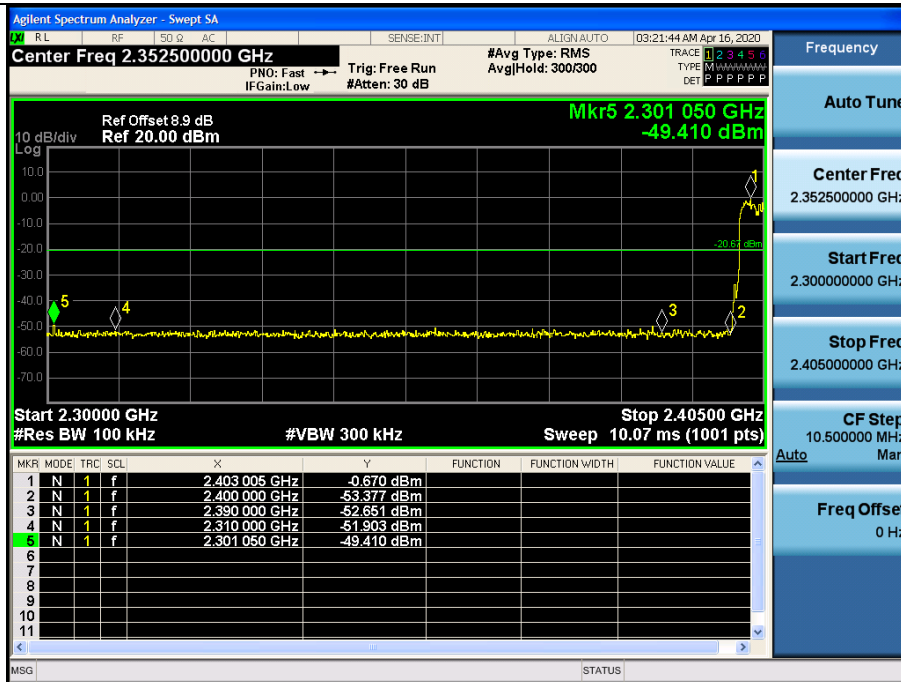 Agilent Spectrum Analyzer - Swept SA
LXI RL RF 50 Ω AC SENSE:INT ALIGN AUTO 03:21:44 AM Apr 16, 2020
Center Freq 2.352500000 GHz
PNO: Fast
IFGain:Low
Trig: Free Run
#Atten: 30 dB
#Avg Type: RMS
Avg|Hold: 300/300
TRACE 1 2 3 4 5 6
TYPE M WWWWW
DET P P P P P P
Mkr5 2.301 050 GHz
-49.410 dBm
Ref Offset 8.9 dB
10 dB/div Ref 20.00 dBm
Log
10.0
0.00
-10.0
-20.0
-30.0
-40.0
-50.0
-60.0
-70.0
-20.67 dBm
1
2
3
4
5
Start 2.30000 GHz Stop 2.40500 GHz
#Res BW 100 kHz #VBW 300 kHz Sweep 10.07 ms (1001 pts)
MKR MODE TRC SCL X Y FUNCTION FUNCTION WIDTH FUNCTION VALUE
1 N 1 f 2.403 005 GHz -0.670 dBm
2 N 1 f 2.400 000 GHz -53.377 dBm
3 N 1 f 2.390 000 GHz -52.651 dBm
4 N 1 f 2.310 000 GHz -51.903 dBm
5 N 1 f 2.301 050 GHz -49.410 dBm
6
7
8
9
10
11
MSG STATUS
Frequency
Auto Tune
Center Freq
2.352500000 GHz
Start Freq
2.300000000 GHz
Stop Freq
2.405000000 GHz
CF Step
10.500000 MHz
Auto Man
Freq Offset
0 Hz